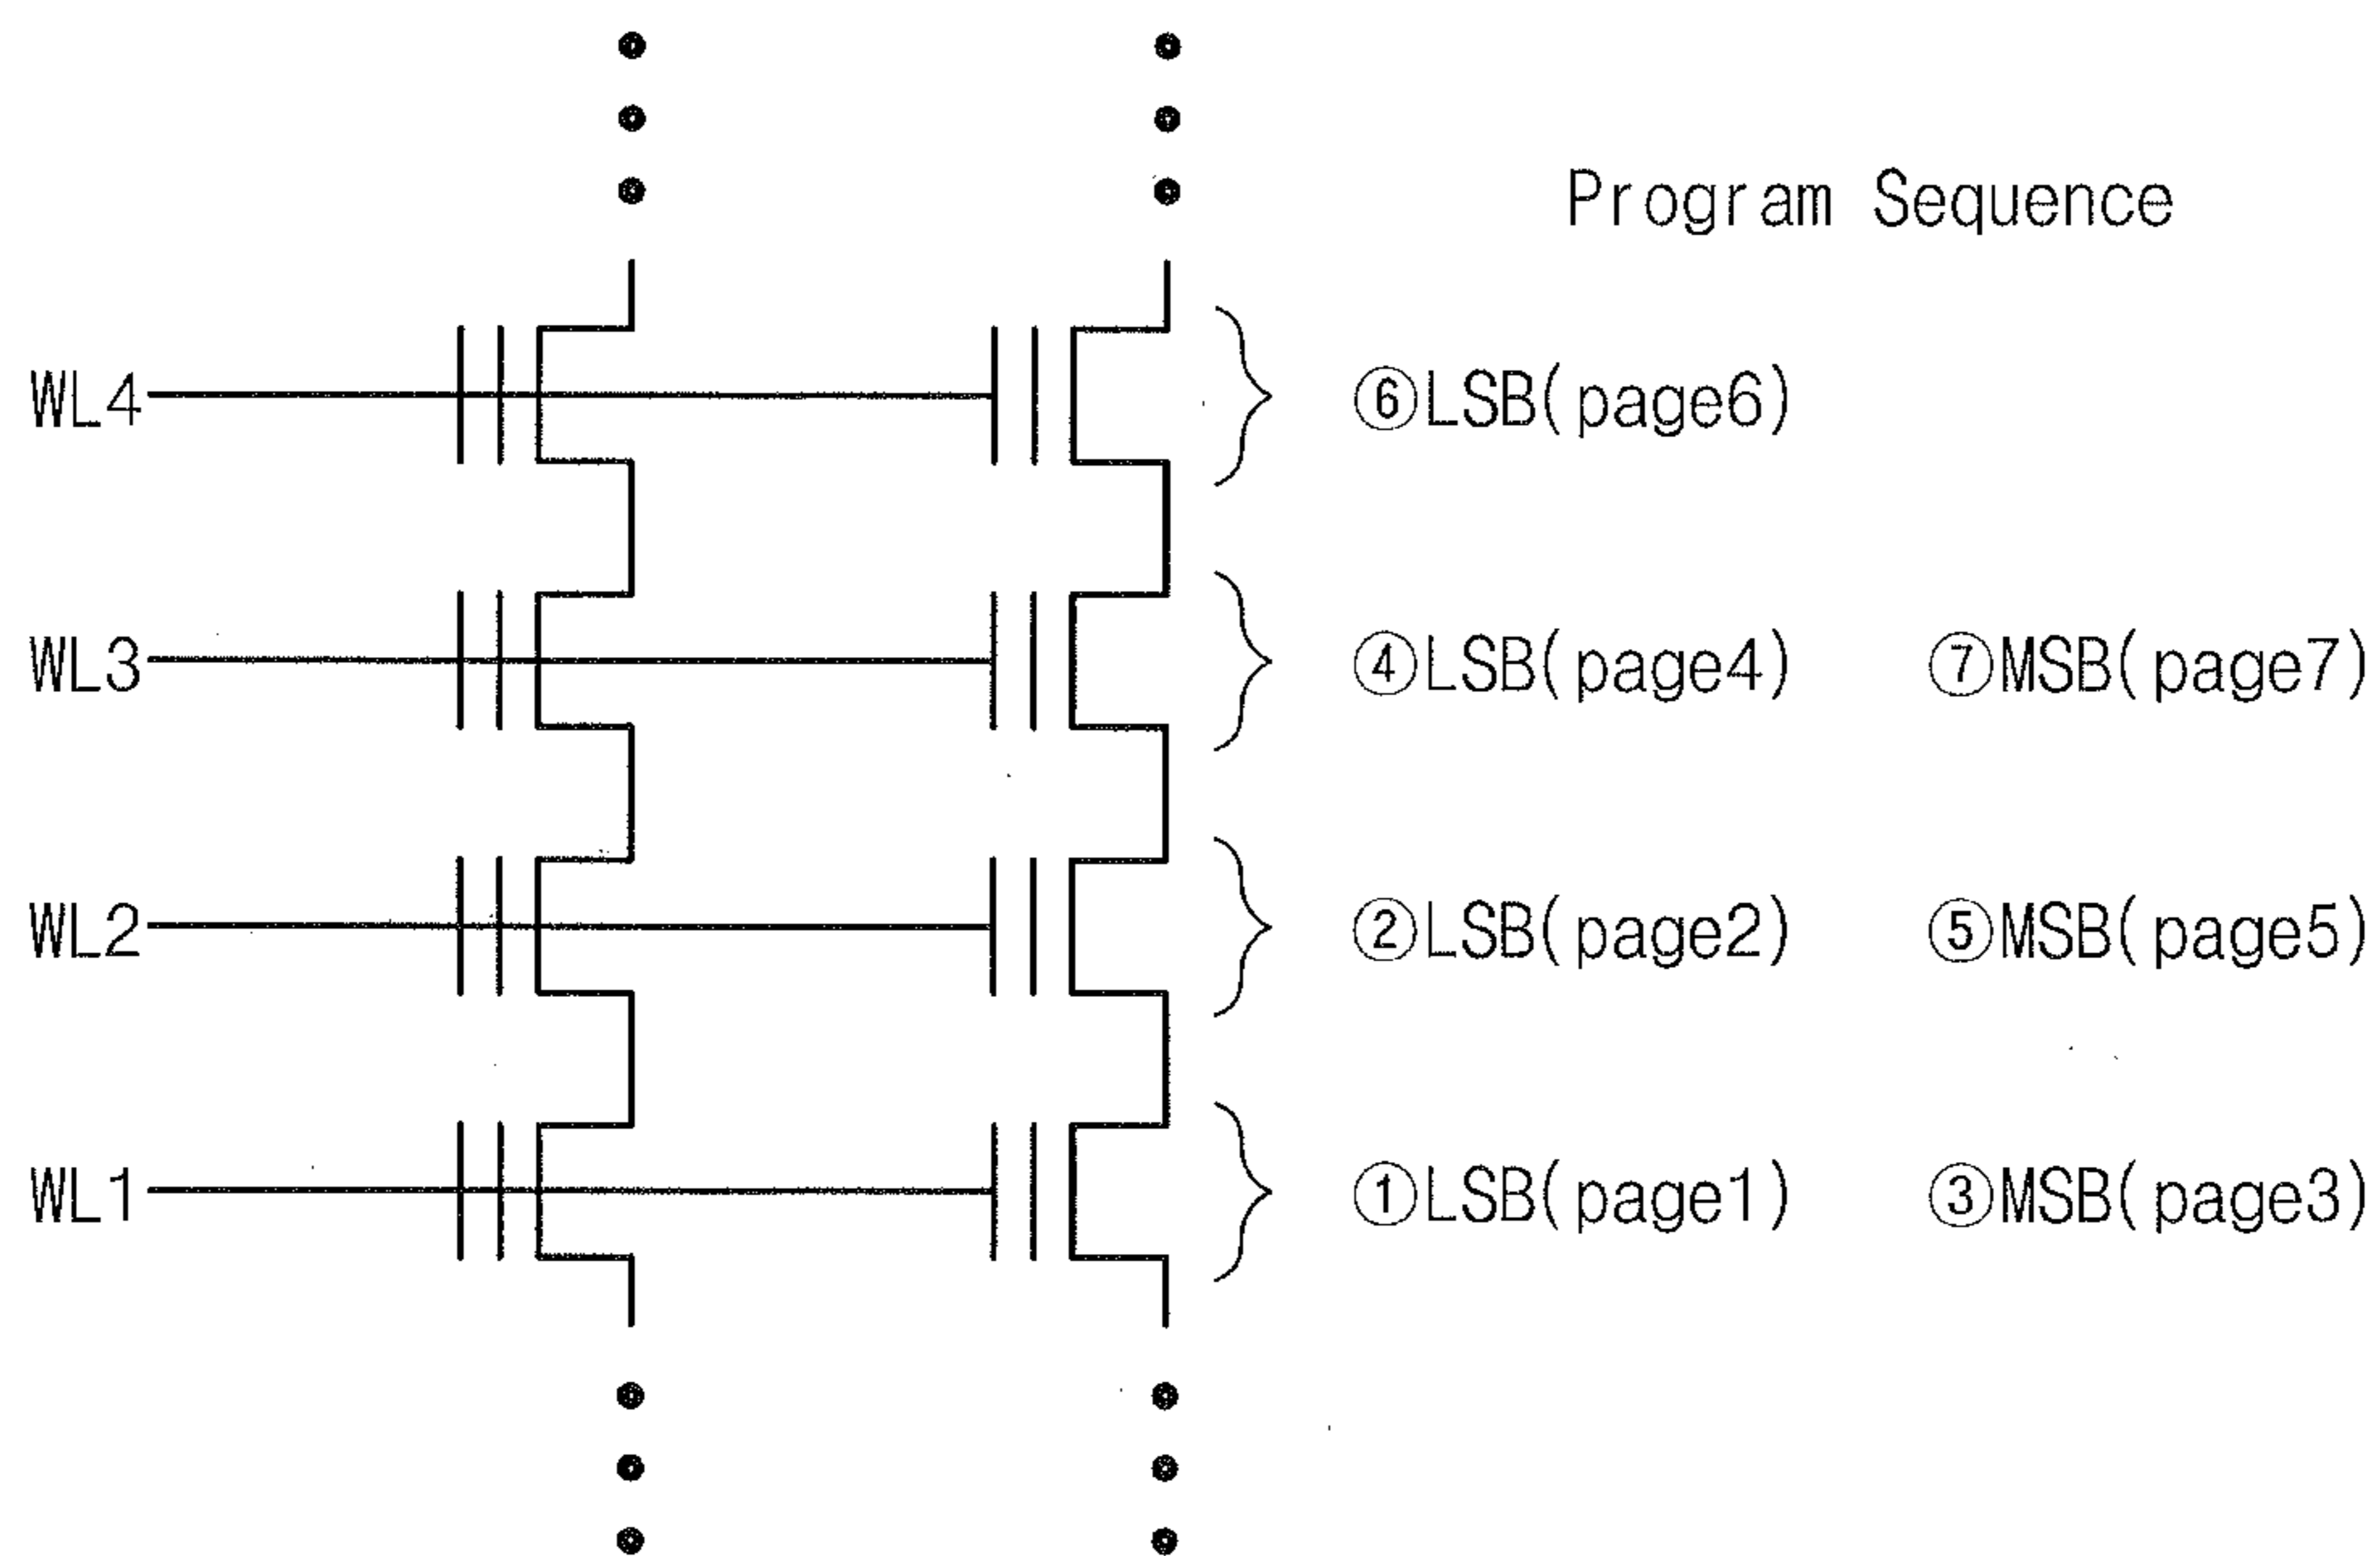 Program Sequence
WL4 ⑥LSB(page6)
WL3 ④LSB(page4) ⑦MSB(page7)
WL2 ②LSB(page2) ⑤MSB(page5)
WL1 ①LSB(page1) ③MSB(page3)